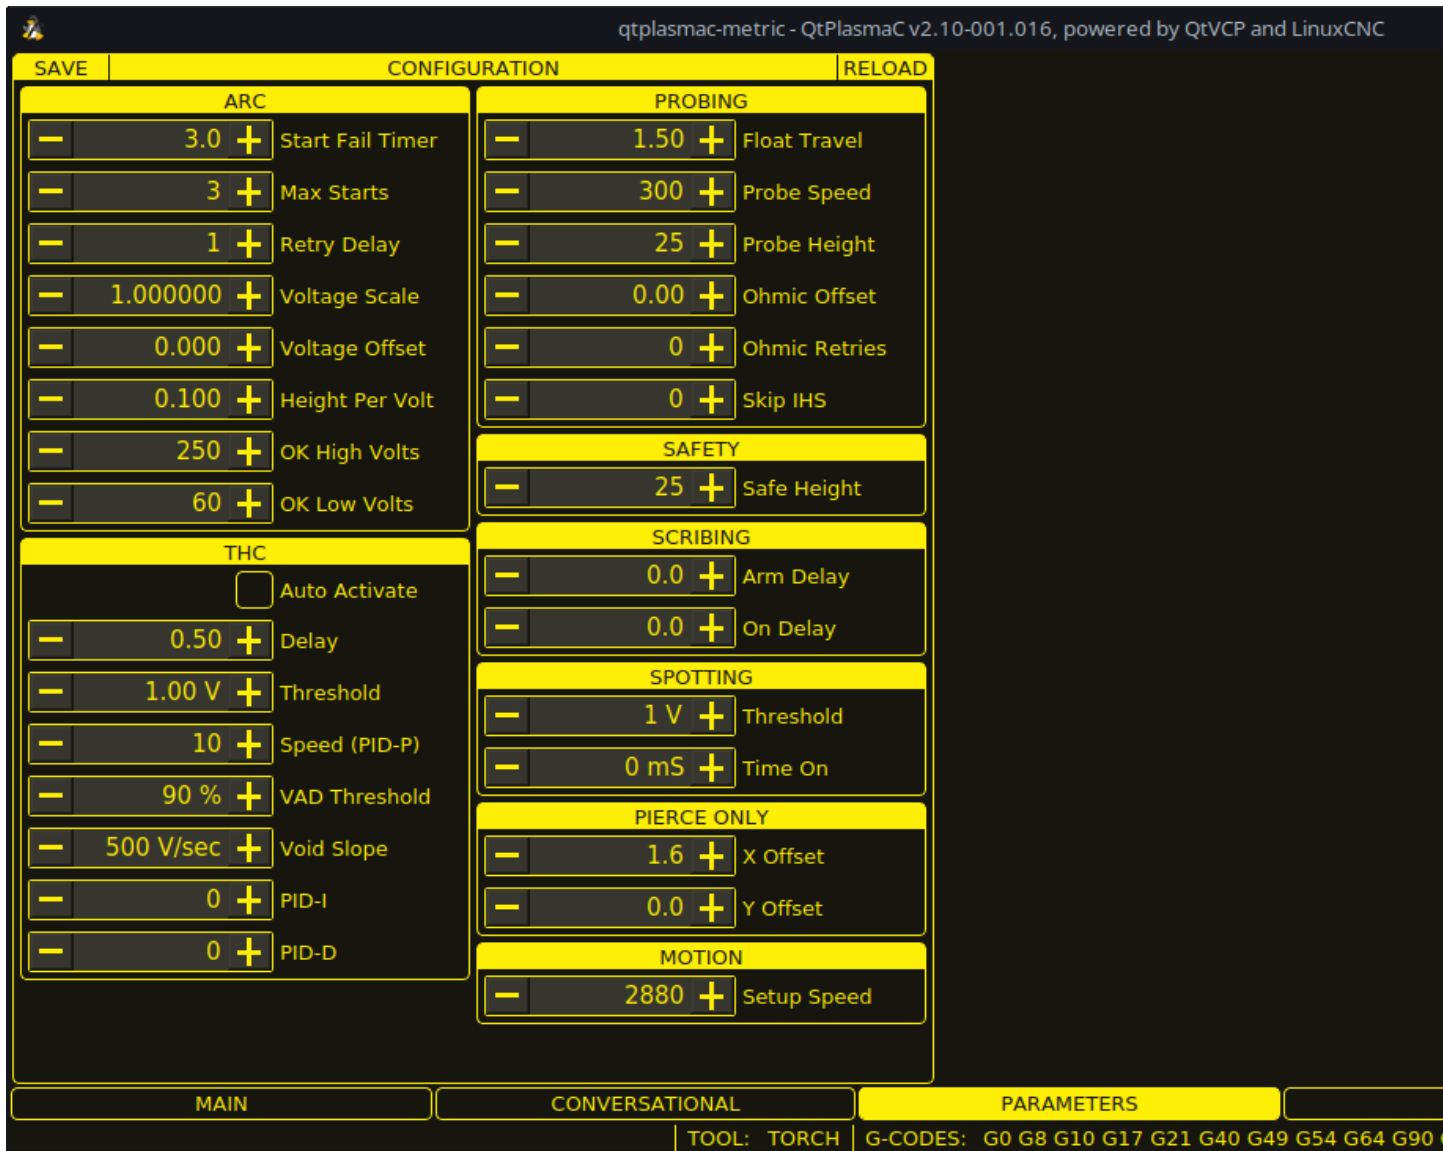 qtplasmac-metric - QtPlasmaC v2.10-001.016, powered by QtVCP and LinuxCNC
SAVE CONFIGURATION RELOAD
ARC
3.0 Start Fail Timer
3 Max Starts
1 Retry Delay
1.000000 Voltage Scale
0.000 Voltage Offset
0.100 Height Per Volt
250 OK High Volts
60 OK Low Volts
THC
Auto Activate
0.50 Delay
1.00 V Threshold
10 Speed (PID-P)
90 % VAD Threshold
500 V/sec Void Slope
0 PID-I
0 PID-D
PROBING
1.50 Float Travel
300 Probe Speed
25 Probe Height
0.00 Ohmic Offset
0 Ohmic Retries
0 Skip IHS
SAFETY
25 Safe Height
SCRIBING
0.0 Arm Delay
0.0 On Delay
SPOTTING
1 V Threshold
0 mS Time On
PIERCE ONLY
1.6 X Offset
0.0 Y Offset
MOTION
2880 Setup Speed
MAIN CONVERSATIONAL PARAMETERS
TOOL: TORCH G-CODES: G0 G8 G10 G17 G21 G40 G49 G54 G64 G90